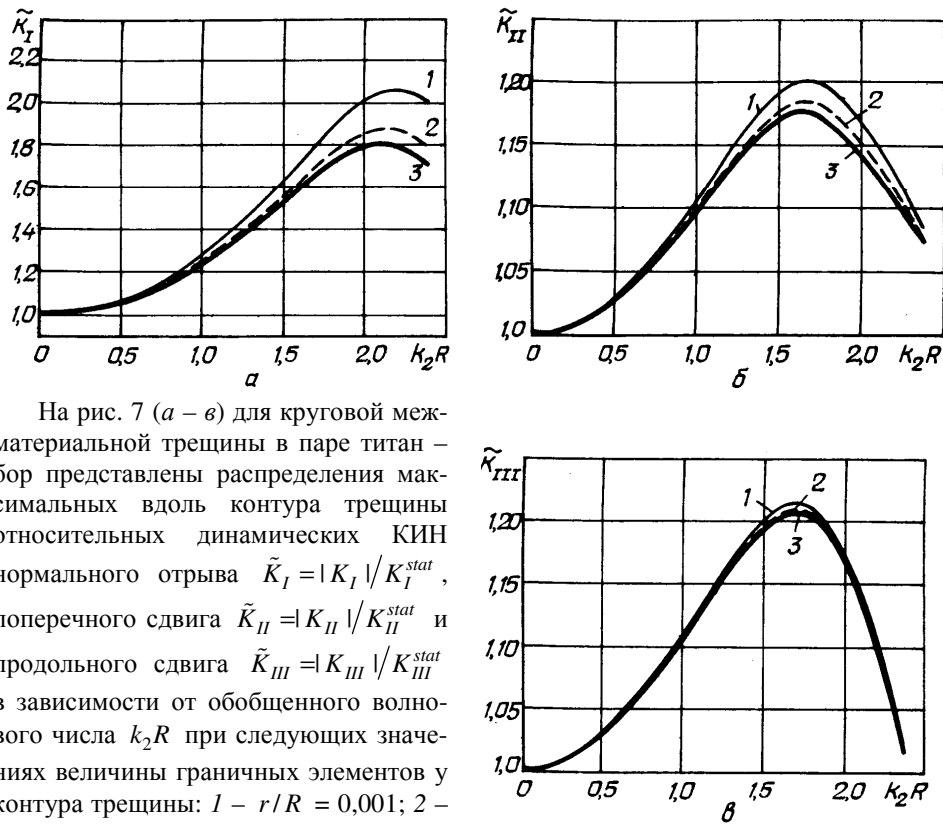 K̃_I
2,2
2,0
1,8
1,6
1,4
1,2
1,0
1
2
3
0 0,5 1,0 1,5 2,0 k₂R
а
K̃_II
1,20
1,15
1,10
1,05
1,0
1
2
3
0 0,5 1,0 1,5 2,0 k₂R
б
На рис. 7 (а – в) для круговой меж-
материальной трещины в паре титан –
бор представлены распределения мак-
симальных вдоль контура трещины
относительных динамических КИН
нормального отрыва K̃_I = |K_I|/K_I^stat,
поперечного сдвига K̃_II = |K_II|/K_II^stat и
продольного сдвига K̃_III = |K_III|/K_III^stat
в зависимости от обобщенного волно-
вого числа k₂R при следующих значе-
ниях величины граничных элементов у
контура трещины: 1 – r/R = 0,001; 2 –
K̃_III
1,20
1,15
1,10
1,05
1,0
1
2
3
0 0,5 1,0 1,5 2,0 k₂R
в